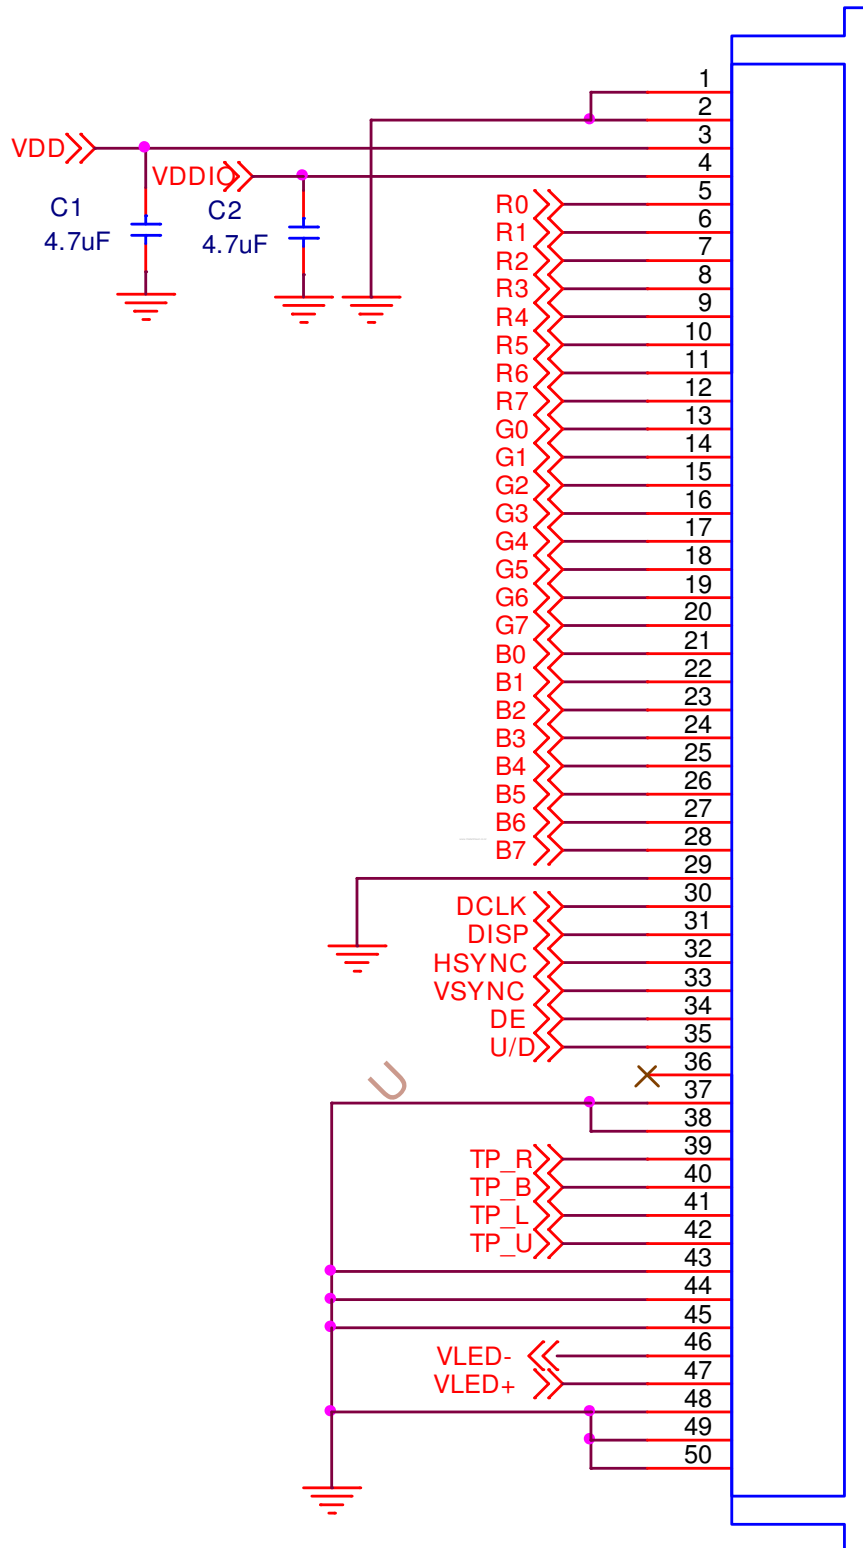 1
2
VDD 3
VDDIO 4
C1
4.7uF
C2
4.7uF
R0 5
R1 6
R2 7
R3 8
R4 9
R5 10
R6 11
R7 12
G0 13
G1 14
G2 15
G3 16
G4 17
G5 18
G6 19
G7 20
B0 21
B1 22
B2 23
B3 24
B4 25
B5 26
B6 27
B7 28
29
DCLK 30
DISP 31
HSYNC 32
VSYNC 33
DE 34
U/D 35
36
U
37
38
TP_R 39
TP_B 40
TP_L 41
TP_U 42
43
44
45
VLED- 46
VLED+ 47
48
49
50